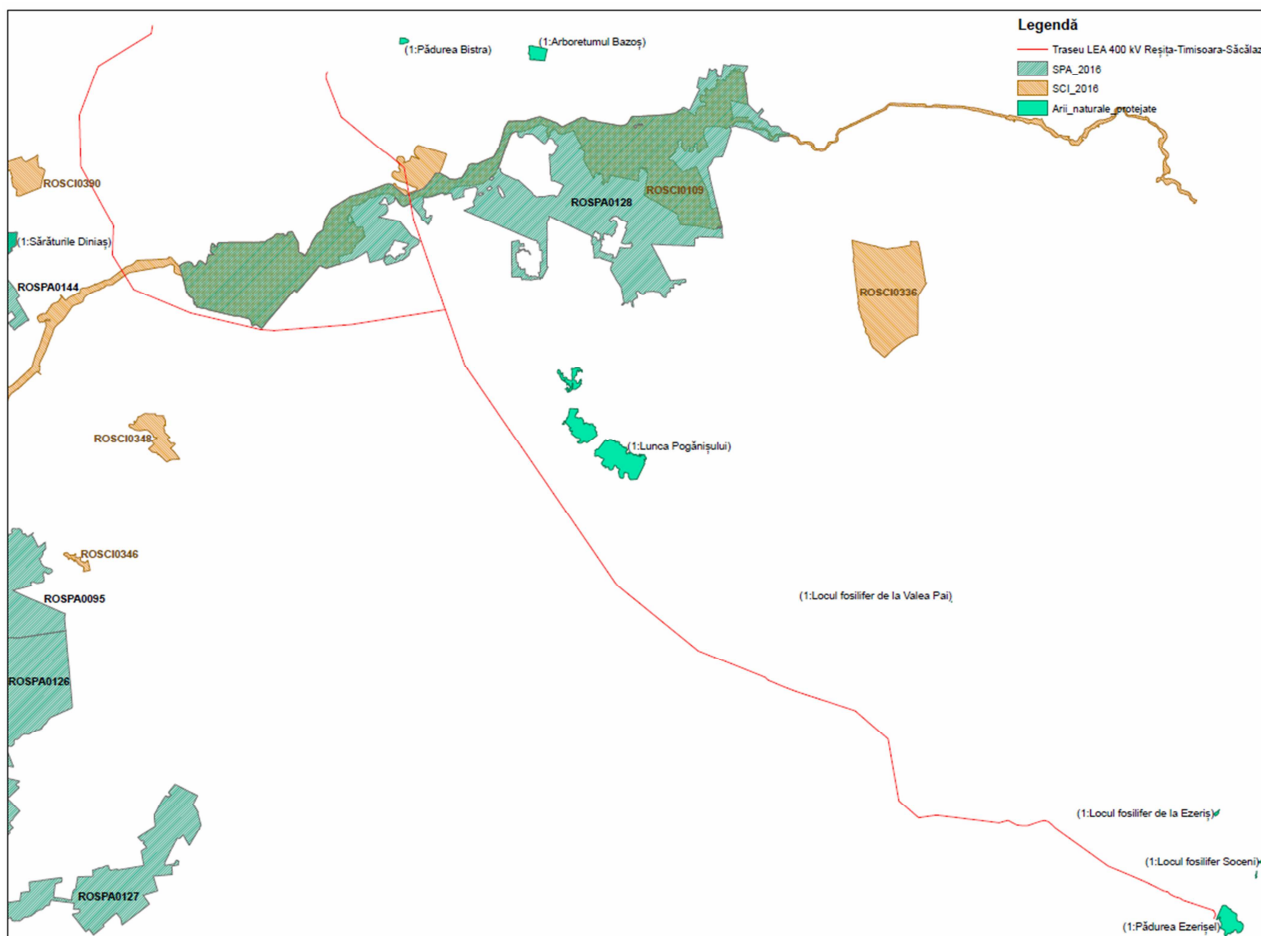 Legendă
Traseu LEA 400 kV Reșița-Timisoara-Săcălaz
SPA_2016
SCI_2016
Arii_naturale_protejate
(1:Pădurea Bistra)
(1:Arboretumul Bazoș)
ROSCI0390
ROSCI0109
ROSPA0128
(1:Sărăturile Diniaș)
ROSPA0144
ROSCI0336
ROSCI0348
(1:Lunca Pogănișului)
ROSCI0346
ROSPA0095
(1:Locul fosilifer de la Valea Pai)
ROSPA0126
(1:Locul fosilifer de la Ezeriș)
(1:Locul fosilifer Soceni)
ROSPA0127
(1:Pădurea Ezerișel)